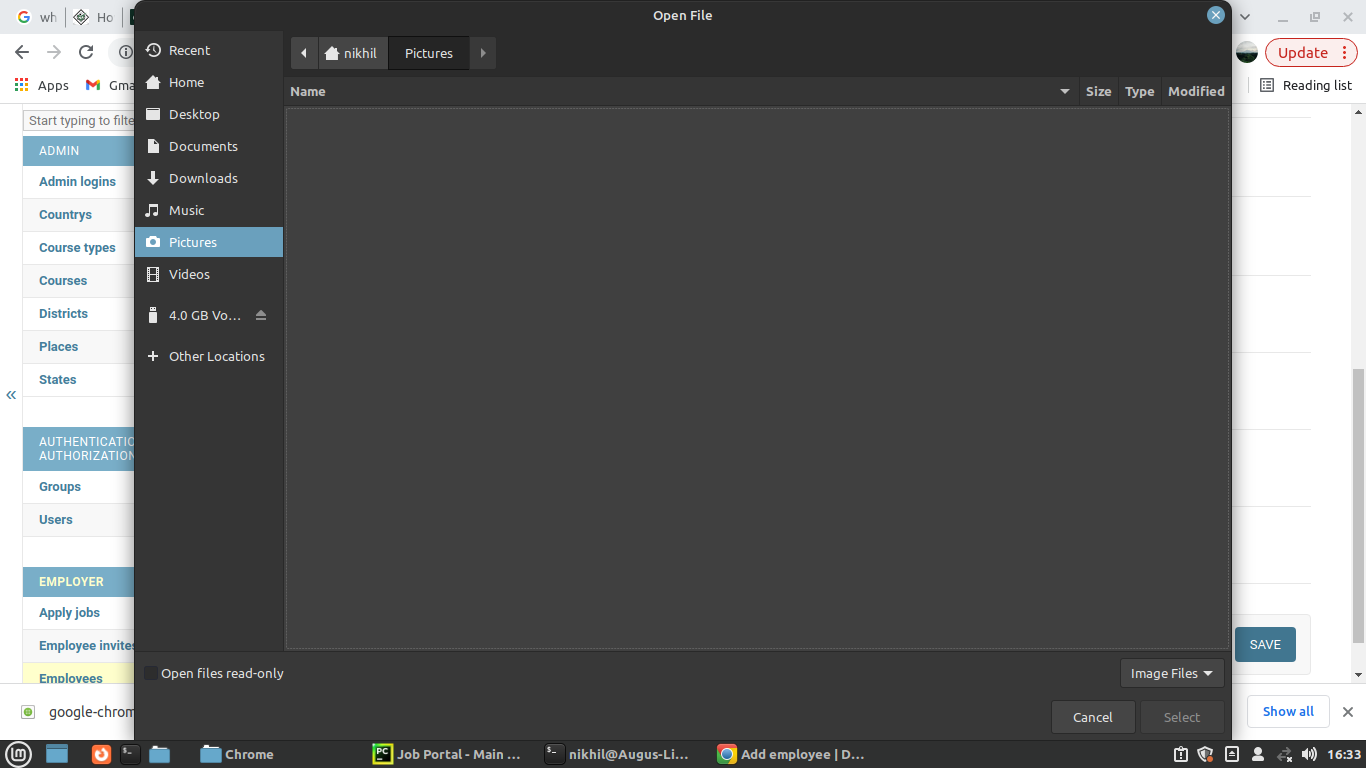 wh
Ho
Open File
Update
Apps
Gma
Reading list
Recent
Home
Desktop
Documents
Downloads
Music
Pictures
Videos
4.0 GB Vo...
Other Locations
nikhil
Pictures
Name
Size
Type
Modified
Start typing to filte
ADMIN
Admin logins
Countrys
Course types
Courses
Districts
Places
States
«
AUTHENTICATIO
AUTHORIZATION
Groups
Users
EMPLOYER
Apply jobs
Employee invites
Employees
SAVE
Open files read-only
Image Files
Cancel
Select
google-chrom
Show all
Chrome
PC
Job Portal - Main ...
nikhil@Augus-Li...
Add employee | D...
16:33